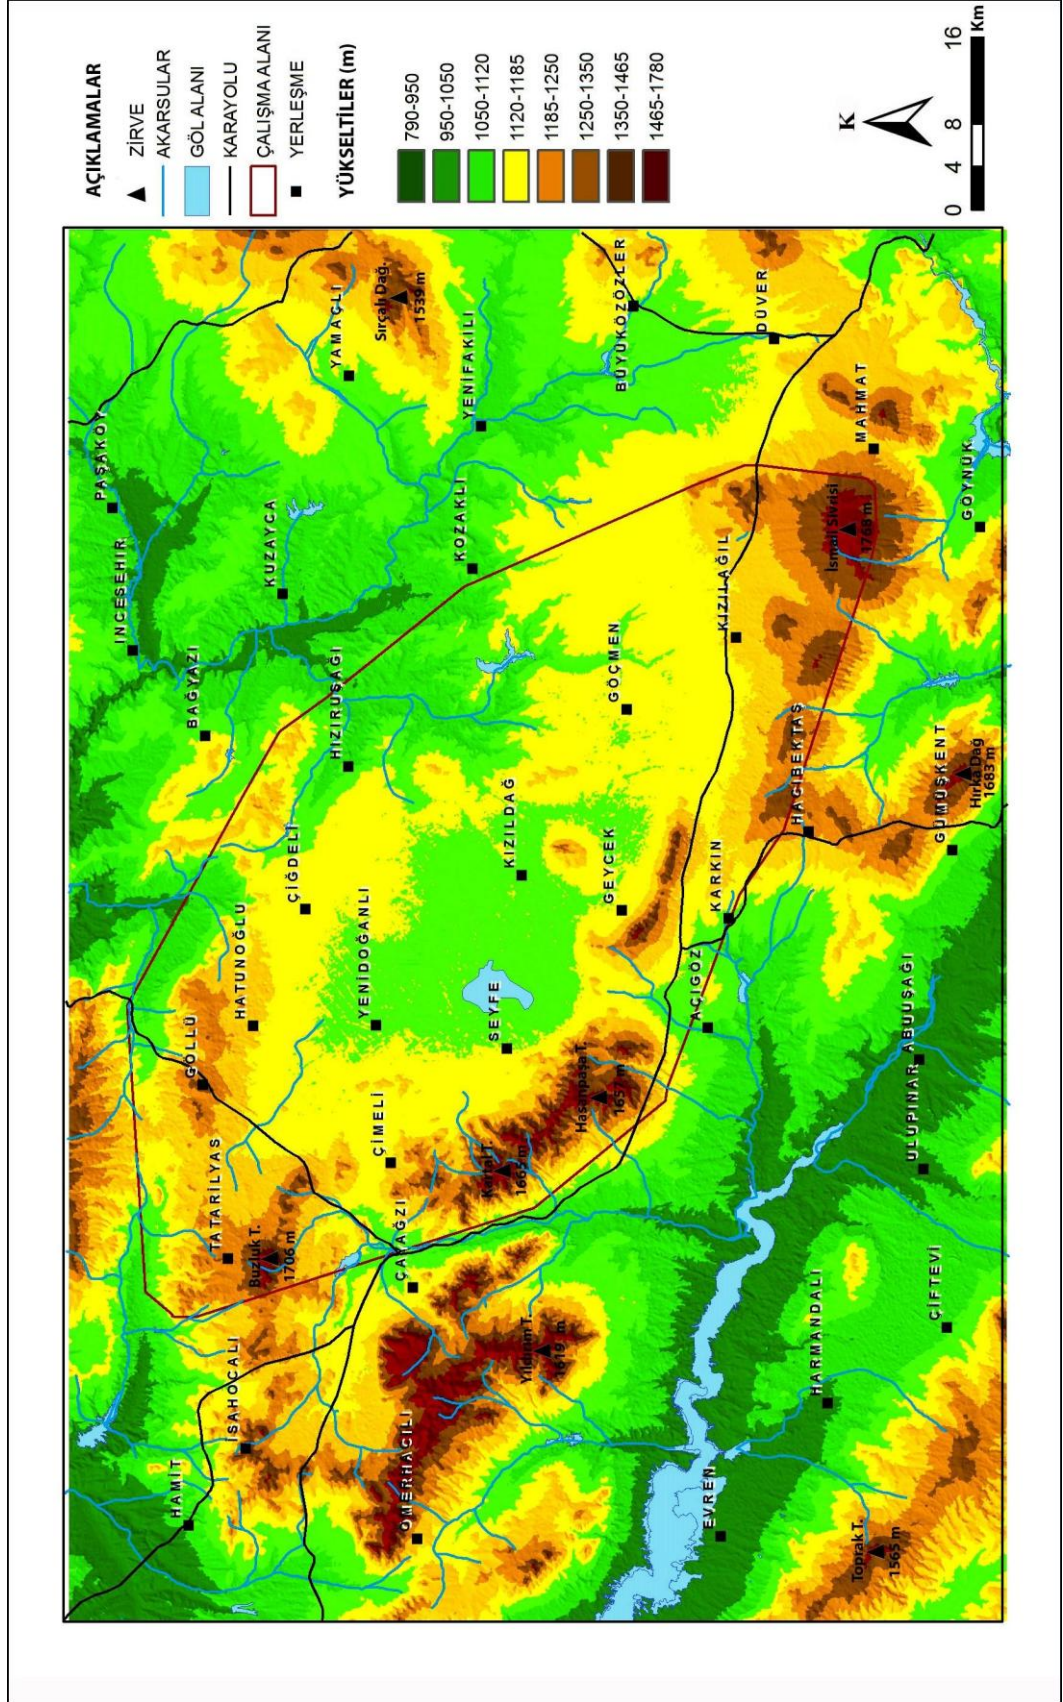 AÇIKLAMALAR
ZİRVE
AKARSULAR
GÖL ALANI
KARAYOLU
ÇALIŞMA ALANI
YERLEŞME
YÜKSELTİLER (m)
790-950
950-1050
1050-1120
1120-1185
1185-1250
1250-1350
1350-1465
1465-1780
K
0 4 8 16 Km
HAMİT
İSAHOCALI
TATARİLYAS
Buzluk T.
1706 m
GÖLLÜ
HATUNOĞLU
ÇİĞDELİ
BAĞYAZI
İNCESEHİR
PAŞAKÖY
KUZAYCA
HIZIRUŞAĞI
YAMAÇLI
Sırçalı Dağ.
1539 m
ÖMERHACILI
ÇAYAĞZI
ÇİMELİ
YENİDOĞANLI
KOZAKLI
YENİFAKILI
Yıldırım T.
1619 m
Kartal T.
1665 m
SEYFE
KIZILDAĞ
Hasanpaşa T.
1657 m
GEYCEK
GÖÇMEN
BÜYÜKÖZÖZLER
EVREN
AÇIGÖZ
KARKIN
KIZILAĞIL
DÜVER
HARMANDALI
HACIBEKTAŞ
İsmail Sivrisi
1768 m
MAHMAT
Toprak T.
1565 m
ÇİFTEVİ
ULUPINAR
ABUUŞAĞI
GÜMÜŞKENT
Hırka Dağ
1683 m
GÖYNÜK